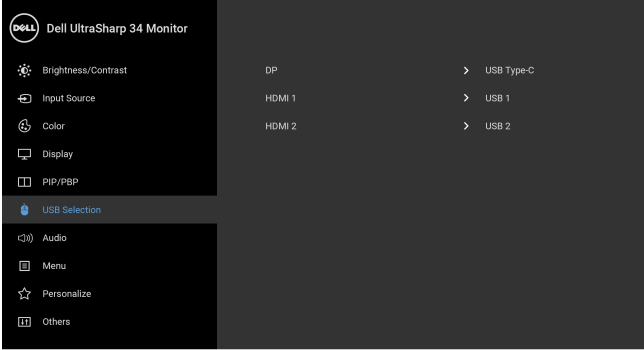 DELL Dell UltraSharp 34 Monitor
Brightness/Contrast
Input Source
Color
Display
PIP/PBP
USB Selection
Audio
Menu
Personalize
Others
DP > USB Type-C
HDMI 1 > USB 1
HDMI 2 > USB 2